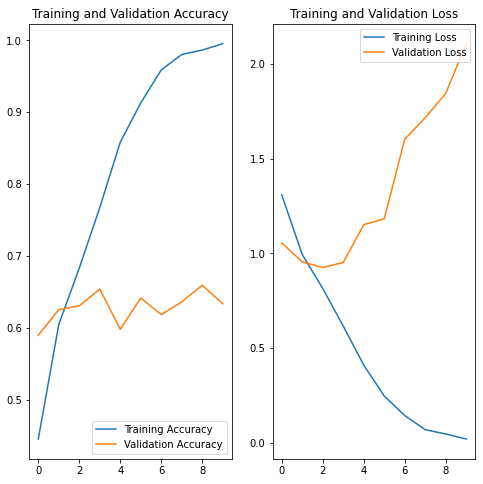 Training and Validation Accuracy
1.0
0.9
0.8
0.7
0.6
0.5
Training Accuracy
Validation Accuracy
0 2 4 6 8
Training and Validation Loss
Training Loss
Validation Loss
2.0
1.5
1.0
0.5
0.0
0 2 4 6 8